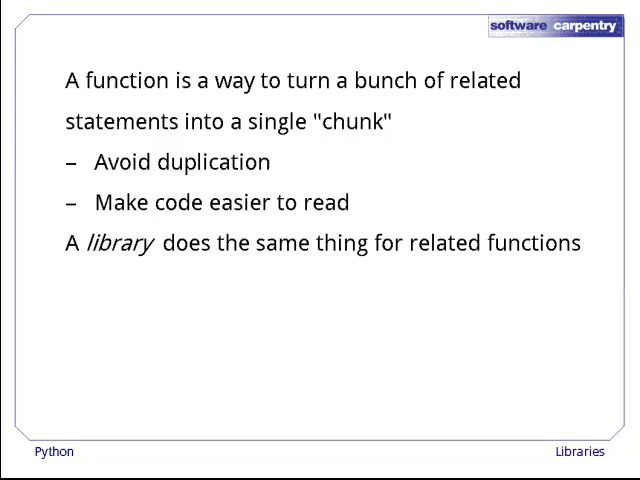 software carpentry
A function is a way to turn a bunch of related
statements into a single "chunk"
– Avoid duplication
– Make code easier to read
A library does the same thing for related functions
Python
Libraries